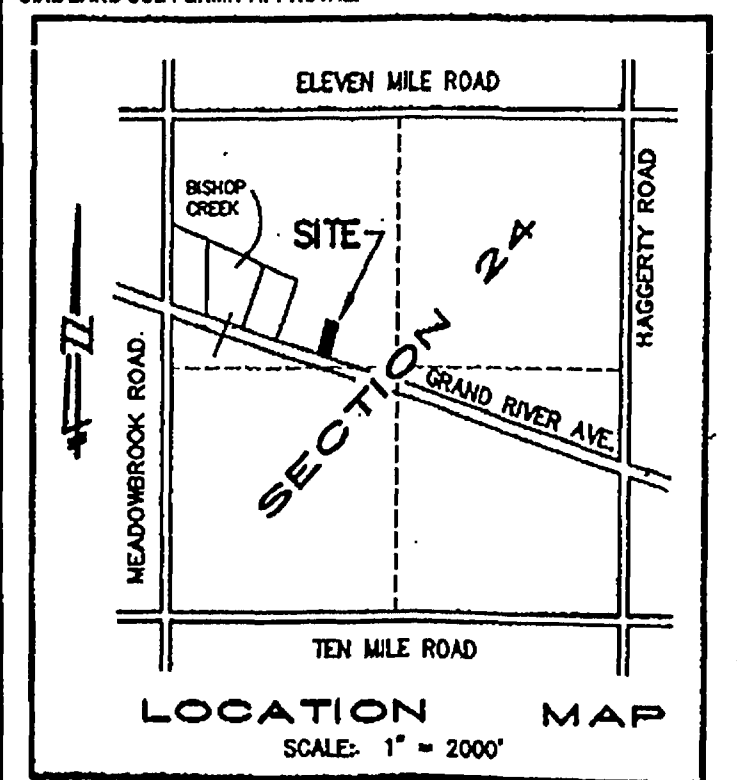 ELEVEN MILE ROAD
HAGGERTY ROAD
BISHOP
CREEK
SITE
SECTION 24
GRAND RIVER AVE.
MEADOWBROOK ROAD.
N
TEN MILE ROAD
LOCATION MAP
SCALE: 1" = 2000'